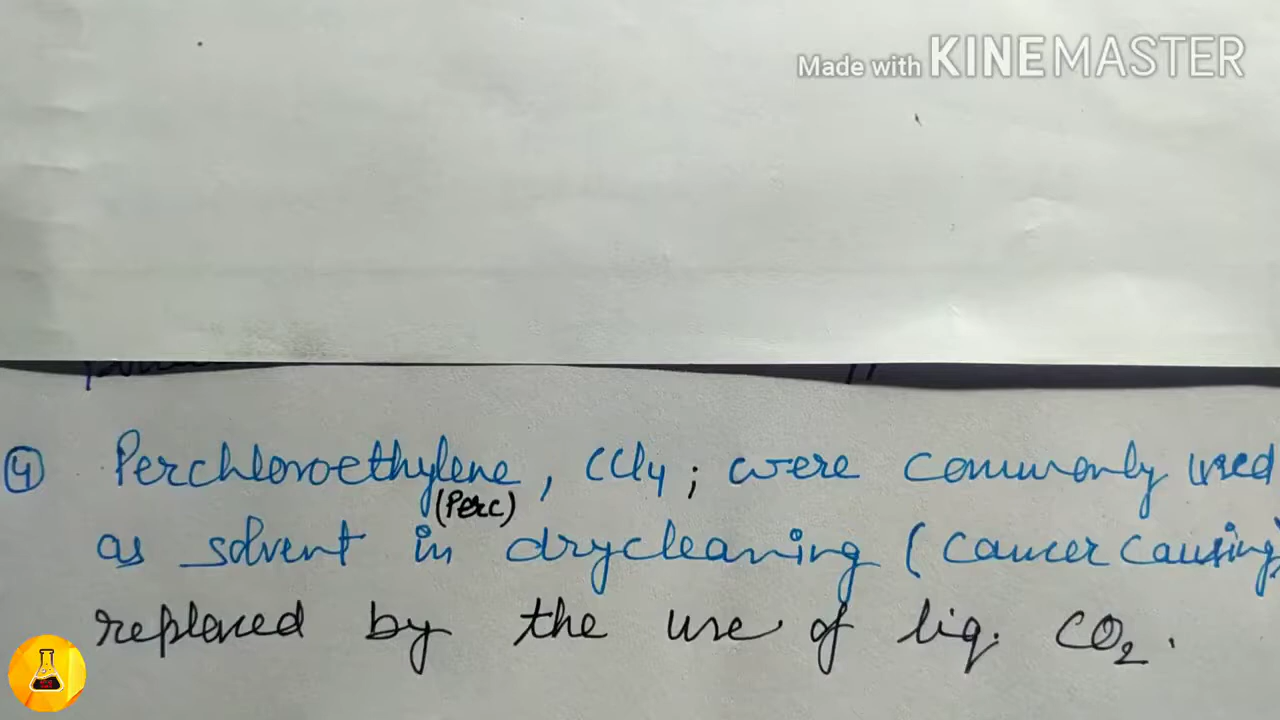 Made with KINEMASTER
④ Perchloroethylene, CCl4; were commonly used
(Perc)
as solvent in drycleaning (cancer causing)
replaced by the use of liq. CO2.